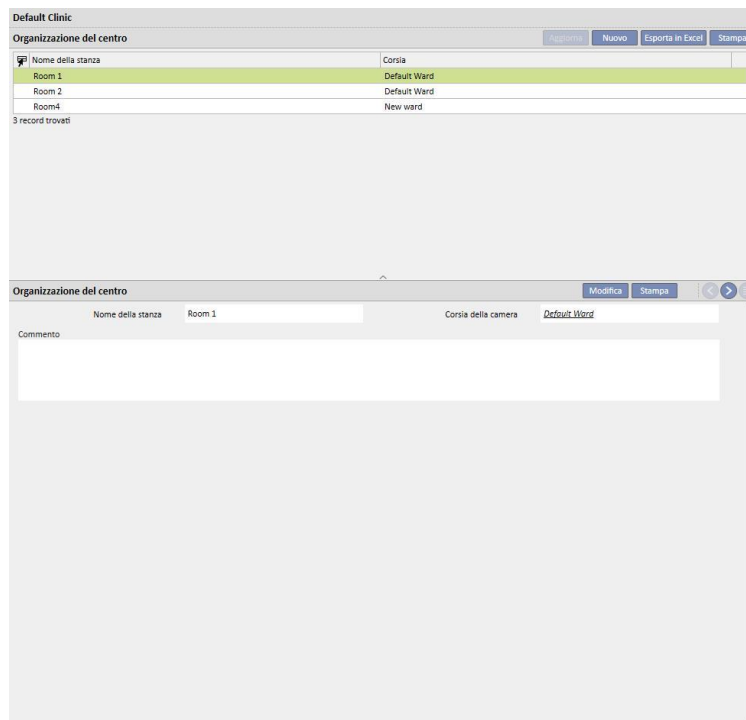 Default Clinic
Organizzazione del centro Aggiorna Nuovo Esporta in Excel Stampa
Nome della stanza Corsia
Room 1 Default Ward
Room 2 Default Ward
Room4 New ward
3 record trovati
Organizzazione del centro Modifica Stampa
Nome della stanza Room 1 Corsia della camera Default Ward
Commento